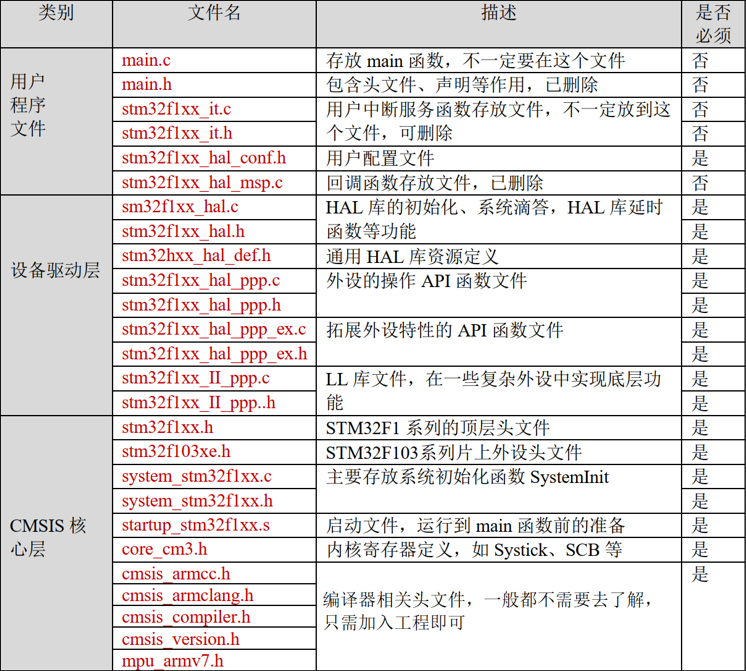 类别 文件名 描述 是否
必须
用户
程序
文件
main.c 存放 main 函数，不一定要在这个文件 否
main.h 包含头文件、声明等作用，已删除 否
stm32f1xx_it.c 用户中断服务函数存放文件，不一定放到这 否
stm32f1xx_it.h 个文件，可删除 否
stm32f1xx_hal_conf.h 用户配置文件 是
stm32f1xx_hal_msp.c 回调函数存放文件，已删除 否
设备驱动层
sm32f1xx_hal.c HAL 库的初始化、系统滴答，HAL 库延时 是
stm32f1xx_hal.h 函数等功能 是
stm32hxx_hal_def.h 通用 HAL 库资源定义 是
stm32f1xx_hal_ppp.c 外设的操作 API 函数文件 是
stm32f1xx_hal_ppp.h 是
stm32f1xx_hal_ppp_ex.c 拓展外设特性的 API 函数文件 是
stm32f1xx_hal_ppp_ex.h 是
stm32f1xx_II_ppp.c LL 库文件，在一些复杂外设中实现底层功 是
stm32f1xx_II_ppp..h 能 是
CMSIS 核
心层
stm32f1xx.h STM32F1 系列的顶层头文件 是
stm32f103xe.h STM32F103系列片上外设头文件 是
system_stm32f1xx.c 主要存放系统初始化函数 SystemInit 是
system_stm32f1xx.h 是
startup_stm32f1xx.s 启动文件，运行到 main 函数前的准备 是
core_cm3.h 内核寄存器定义，如 Systick、SCB 等 是
cmsis_armcc.h 是
cmsis_armclang.h 编译器相关头文件，一般都不需要去了解，
cmsis_compiler.h 只需加入工程即可
cmsis_version.h
mpu_armv7.h